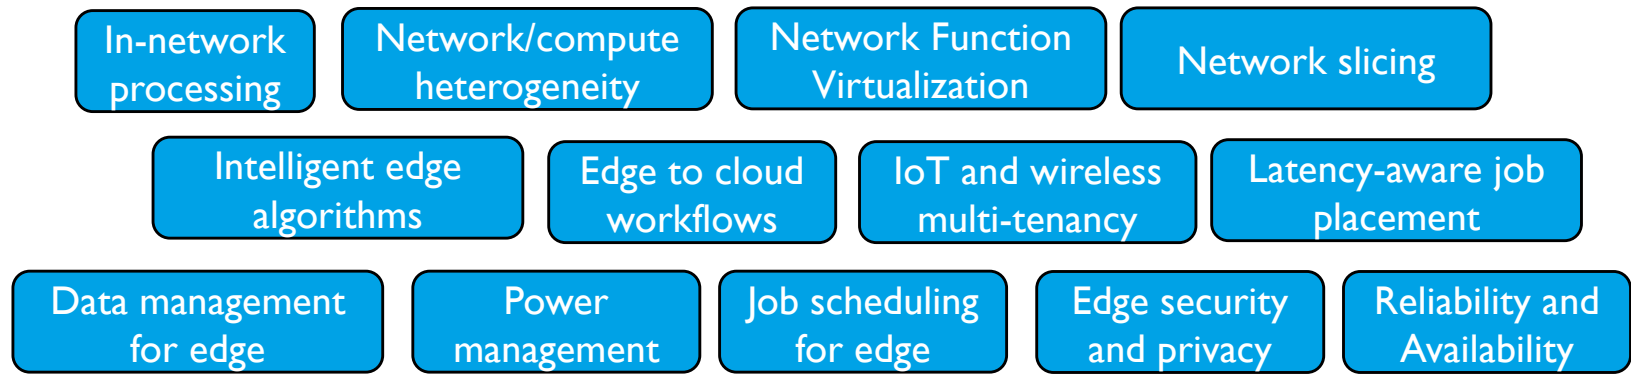 In-network
processing
Network/compute
heterogeneity
Network Function
Virtualization
Network slicing
Intelligent edge
algorithms
Edge to cloud
workflows
IoT and wireless
multi-tenancy
Latency-aware job
placement
Data management
for edge
Power
management
Job scheduling
for edge
Edge security
and privacy
Reliability and
Availability